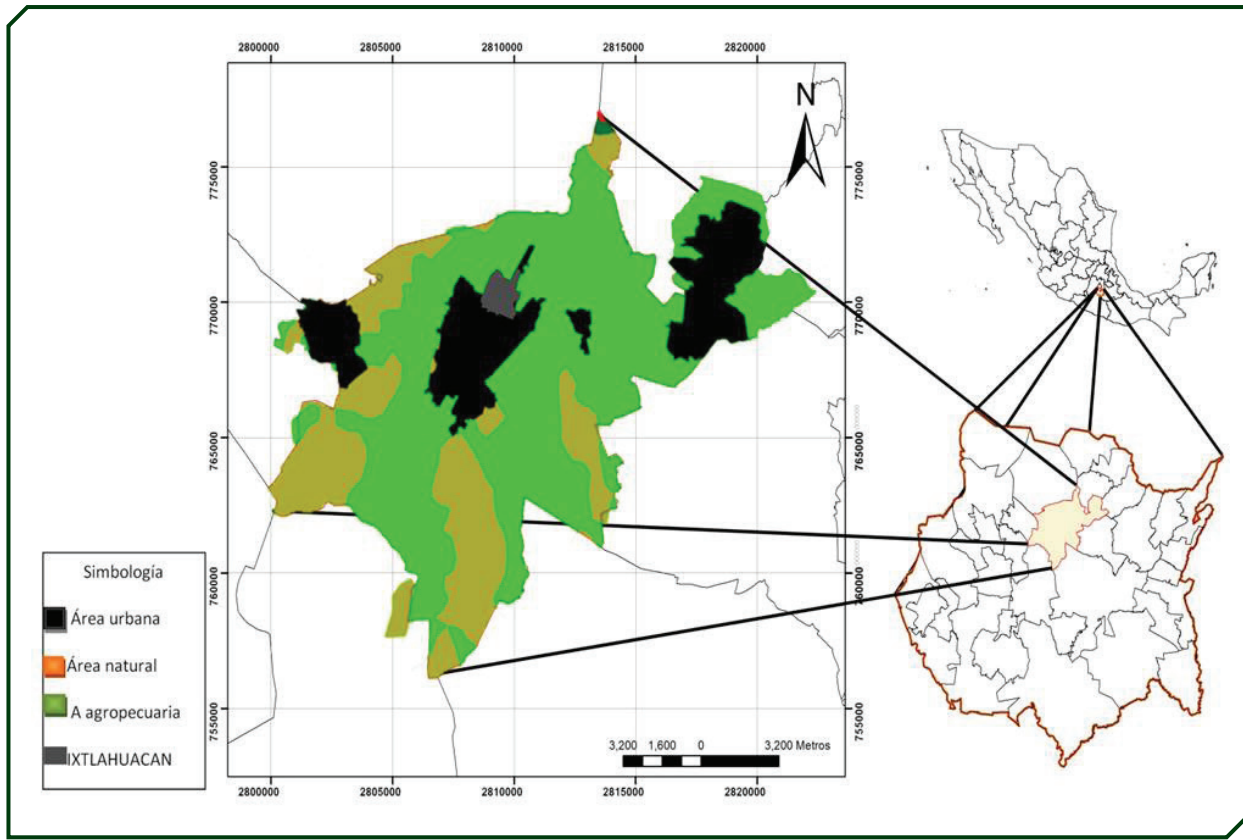 2800000 2805000 2810000 2815000 2820000
N
775000 775000
770000 770000
765000 765000
760000 760000
755000 755000
Simbología
Área urbana
Área natural
A agropecuaria
IXTLAHUACAN
3,200 1,600 0 3,200 Metros
2800000 2805000 2810000 2815000 2820000